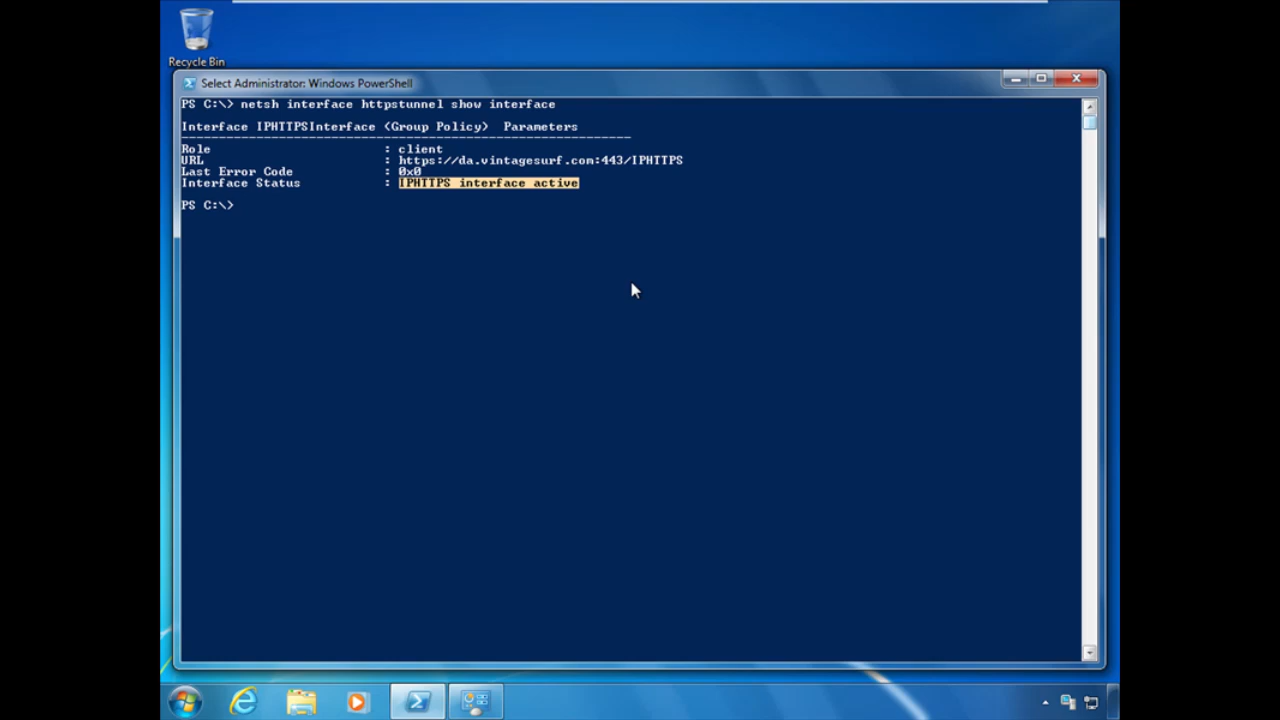 Recycle Bin
Select Administrator: Windows PowerShell
PS C:\> netsh interface httpstunnel show interface
Interface IPHTTPSInterface (Group Policy)  Parameters
------------------------------------------------------------
Role                       : client
URL                        : https://da.vintagesurf.com:443/IPHTTPS
Last Error Code            : 0x0
Interface Status           : IPHTTPS interface active
PS C:\>